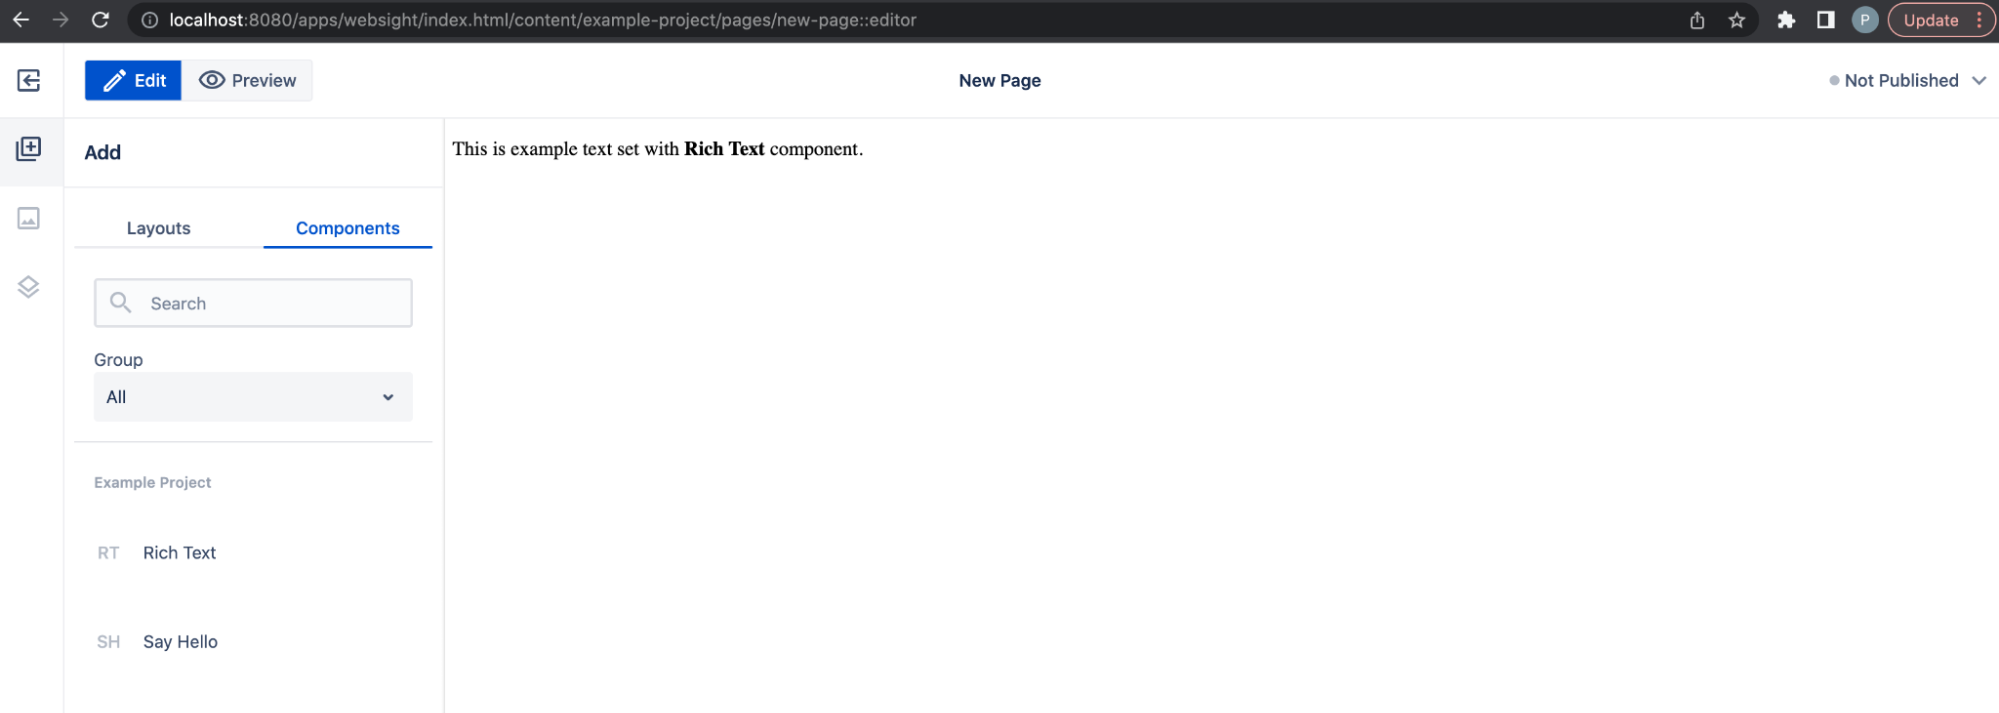 localhost:8080/apps/websight/index.html/content/example-project/pages/new-page::editor
P
Update
Edit
Preview
New Page
Not Published
Add
This is example text set with Rich Text component.
Layouts
Components
Search
Group
All
Example Project
RT Rich Text
SH Say Hello